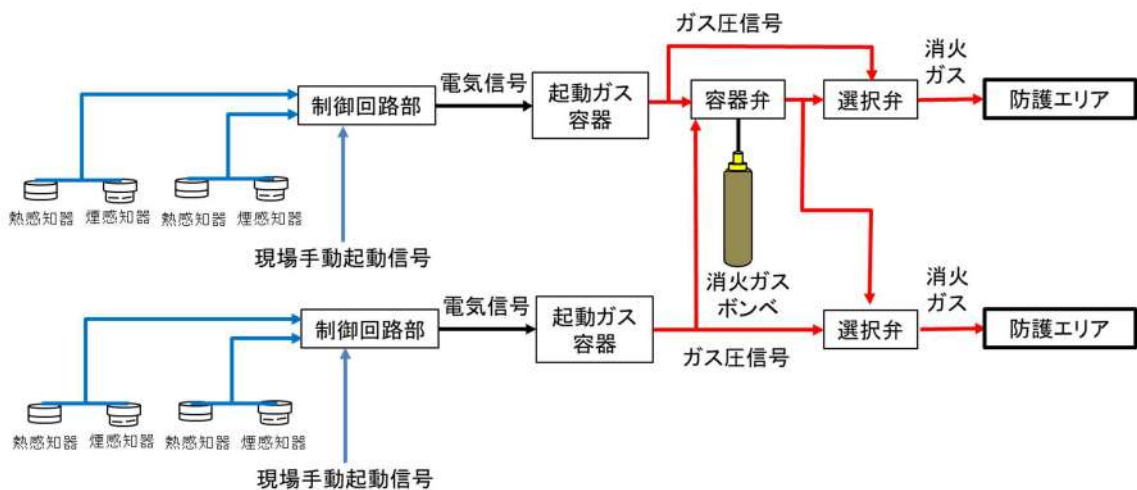 ガス圧信号
消火
ガス
電気信号
起動ガス
容器
制御回路部
容器弁
選択弁
防護エリア
熱感知器
煙感知器
熱感知器
煙感知器
現場手動起動信号
消火ガス
ボンベ
消火
ガス
電気信号
起動ガス
容器
制御回路部
選択弁
防護エリア
ガス圧信号
熱感知器
煙感知器
熱感知器
煙感知器
現場手動起動信号